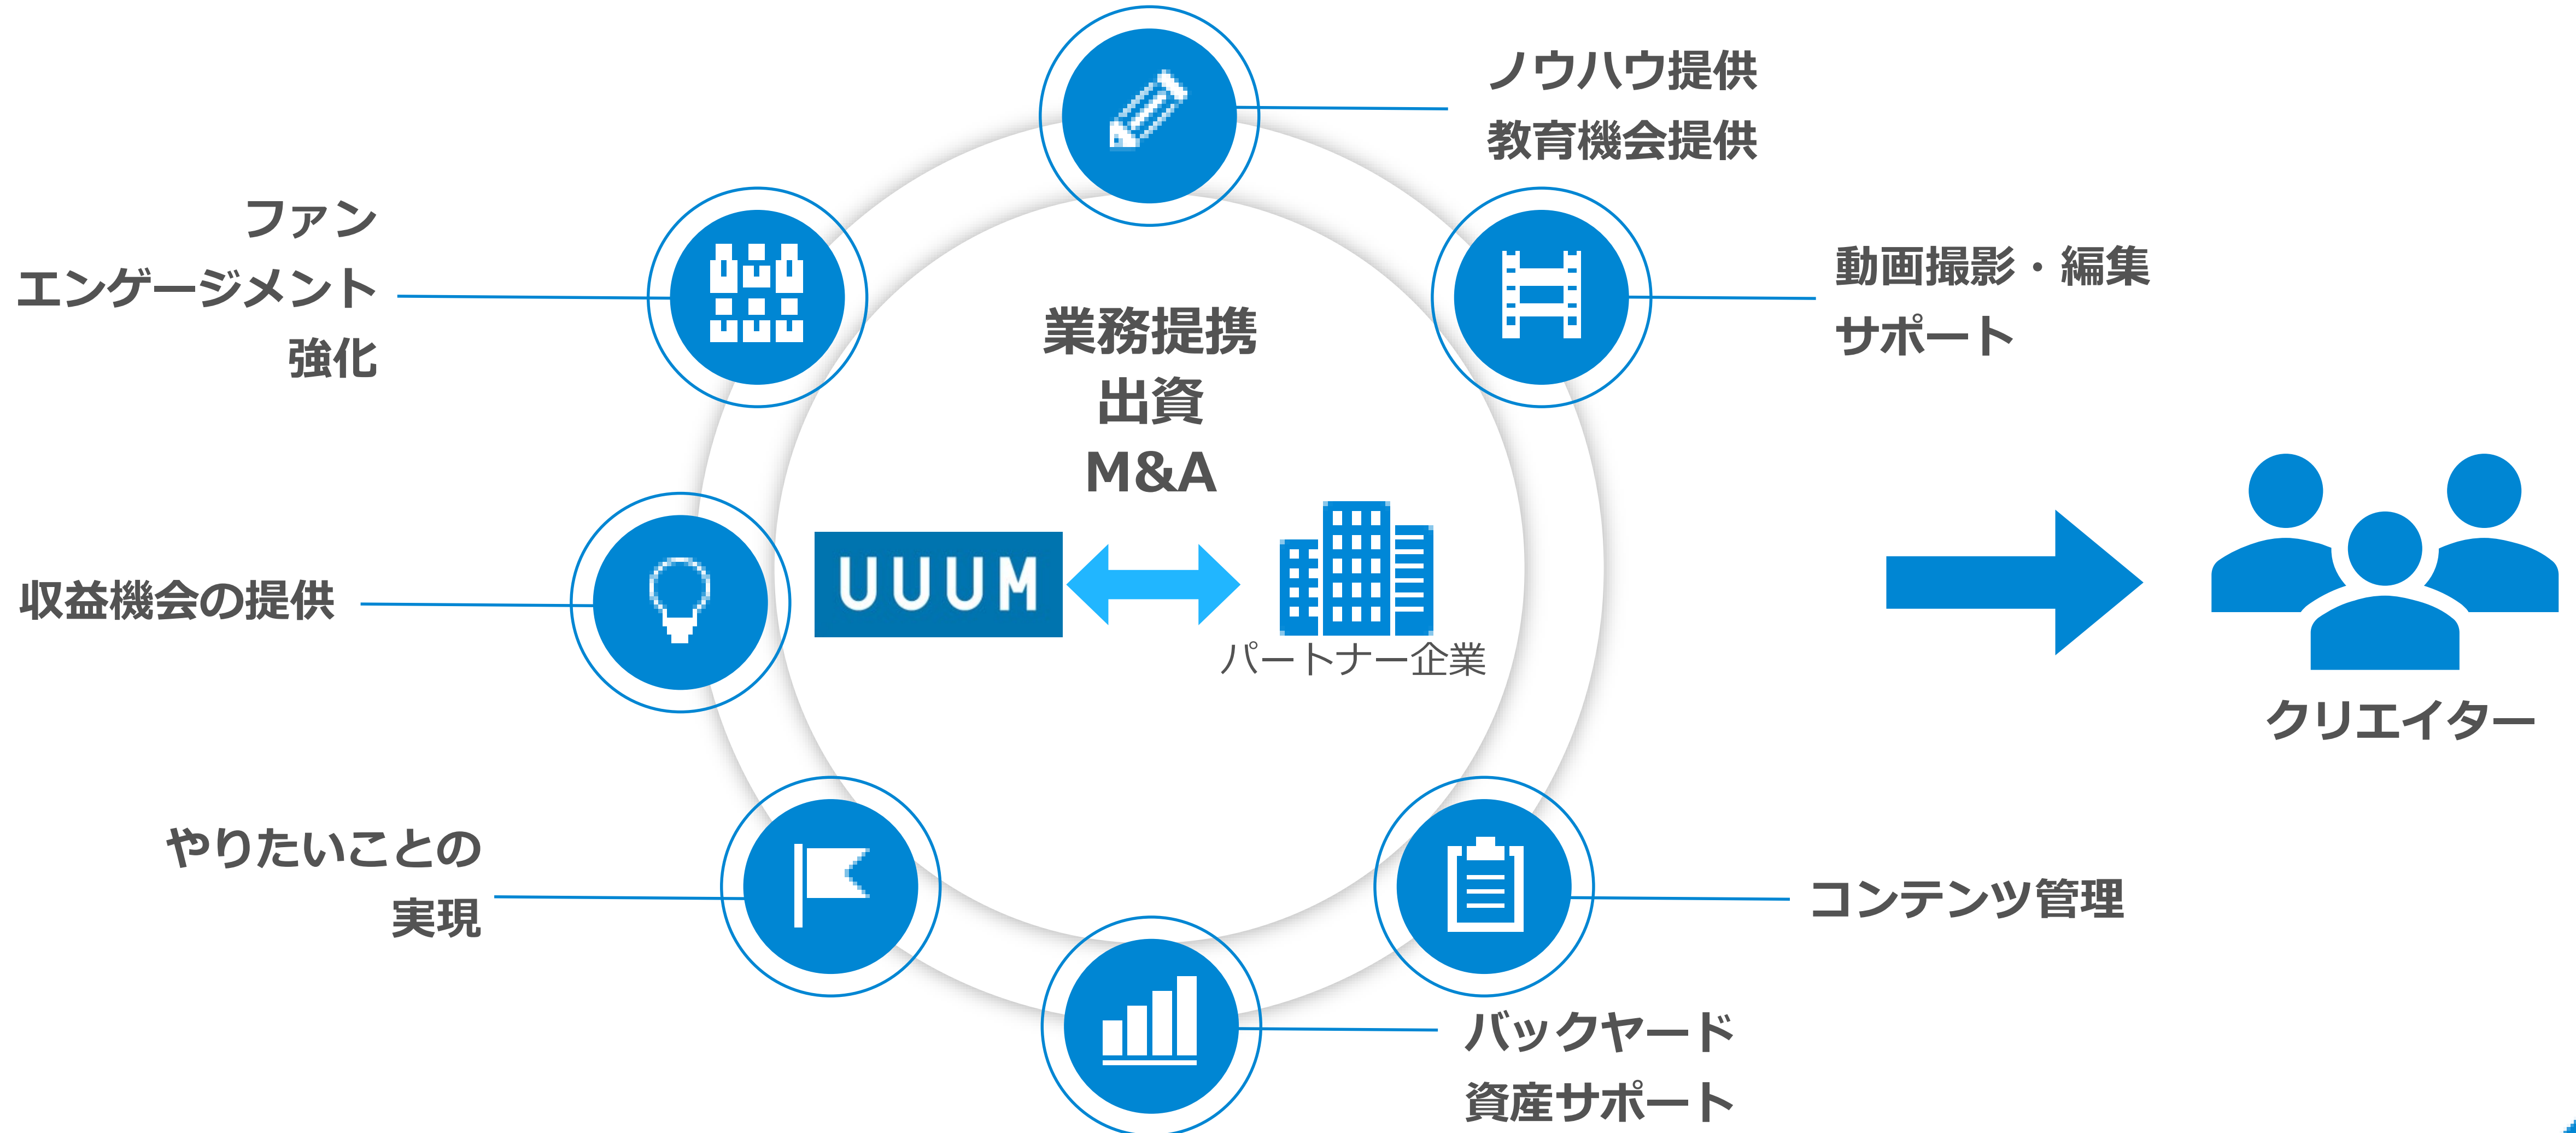 ノウハウ提供
教育機会提供
ファン
エンゲージメント
強化
動画撮影・編集
サポート
業務提携
出資
M&A
UUUM
パートナー企業
収益機会の提供
クリエイター
やりたいことの
実現
コンテンツ管理
バックヤード
資産サポート